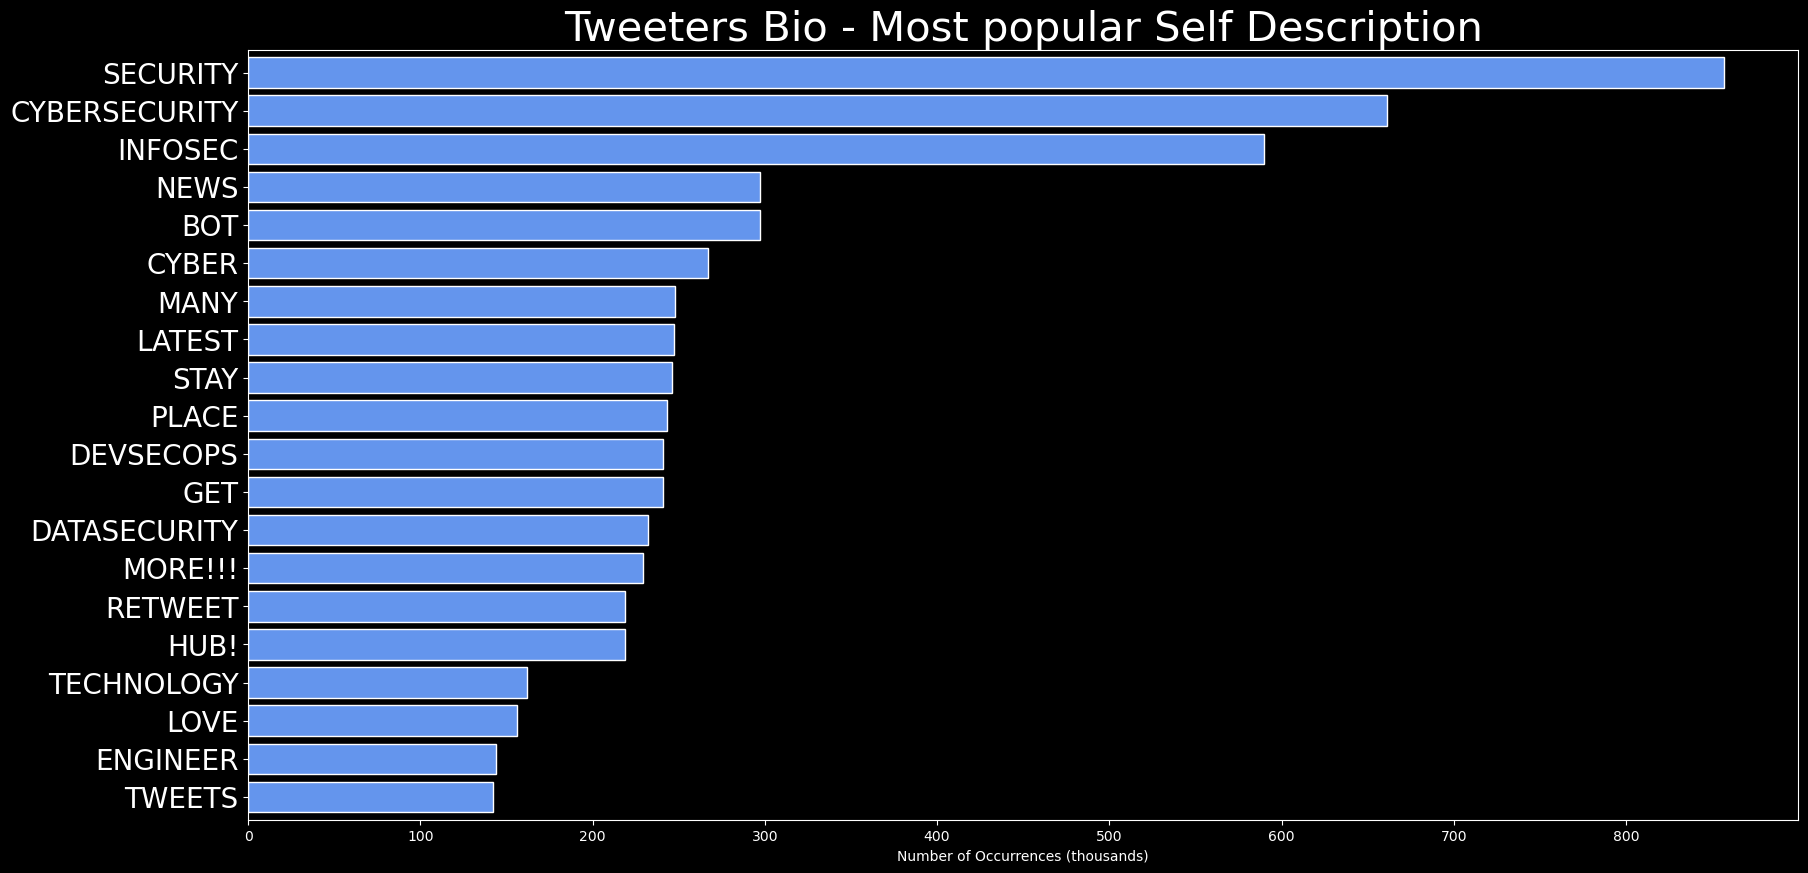 Tweeters Bio - Most popular Self Description
SECURITY
CYBERSECURITY
INFOSEC
NEWS
BOT
CYBER
MANY
LATEST
STAY
PLACE
DEVSECOPS
GET
DATASECURITY
MORE!!!
RETWEET
HUB!
TECHNOLOGY
LOVE
ENGINEER
TWEETS
0 100 200 300 400 500 600 700 800
Number of Occurrences (thousands)